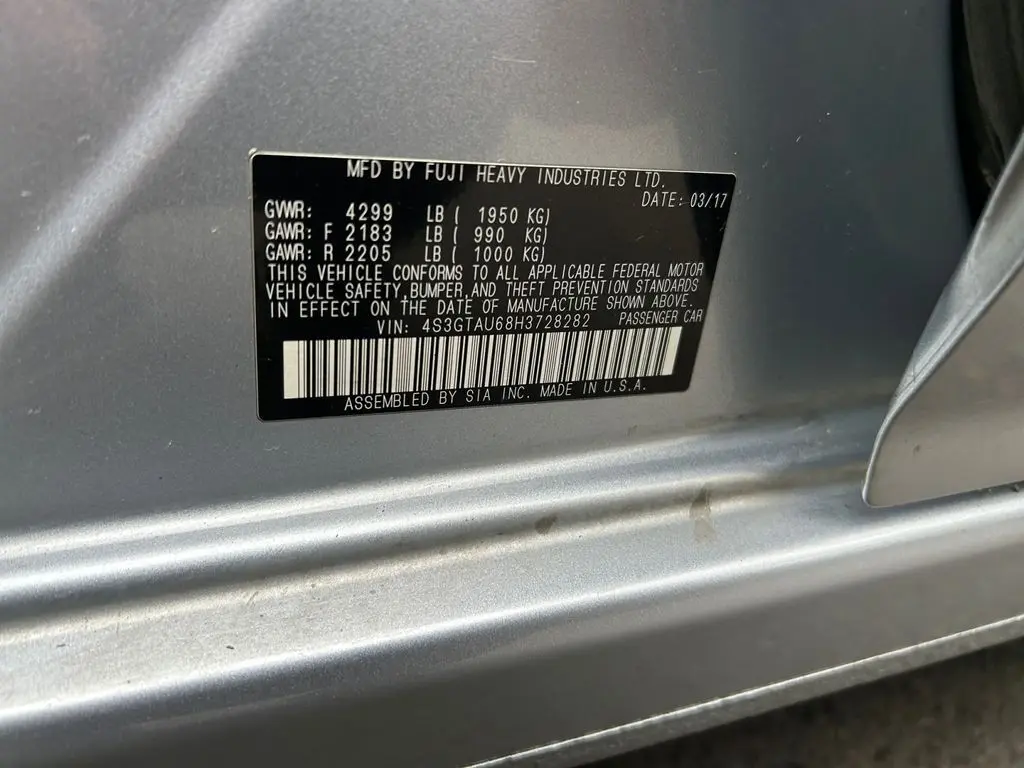 MFD BY FUJI HEAVY INDUSTRIES LTD.
DATE: 03/17
GVWR: 4299 LB ( 1950 KG)
GAWR: F 2183 LB ( 990 KG)
GAWR: R 2205 LB ( 1000 KG)
THIS VEHICLE CONFORMS TO ALL APPLICABLE FEDERAL MOTOR
VEHICLE SAFETY, BUMPER, AND THEFT PREVENTION STANDARDS
IN EFFECT ON THE DATE OF MANUFACTURE SHOWN ABOVE.
VIN: 4S3GTAU68H3728282 PASSENGER CAR
ASSEMBLED BY SIA INC. MADE IN U.S.A.